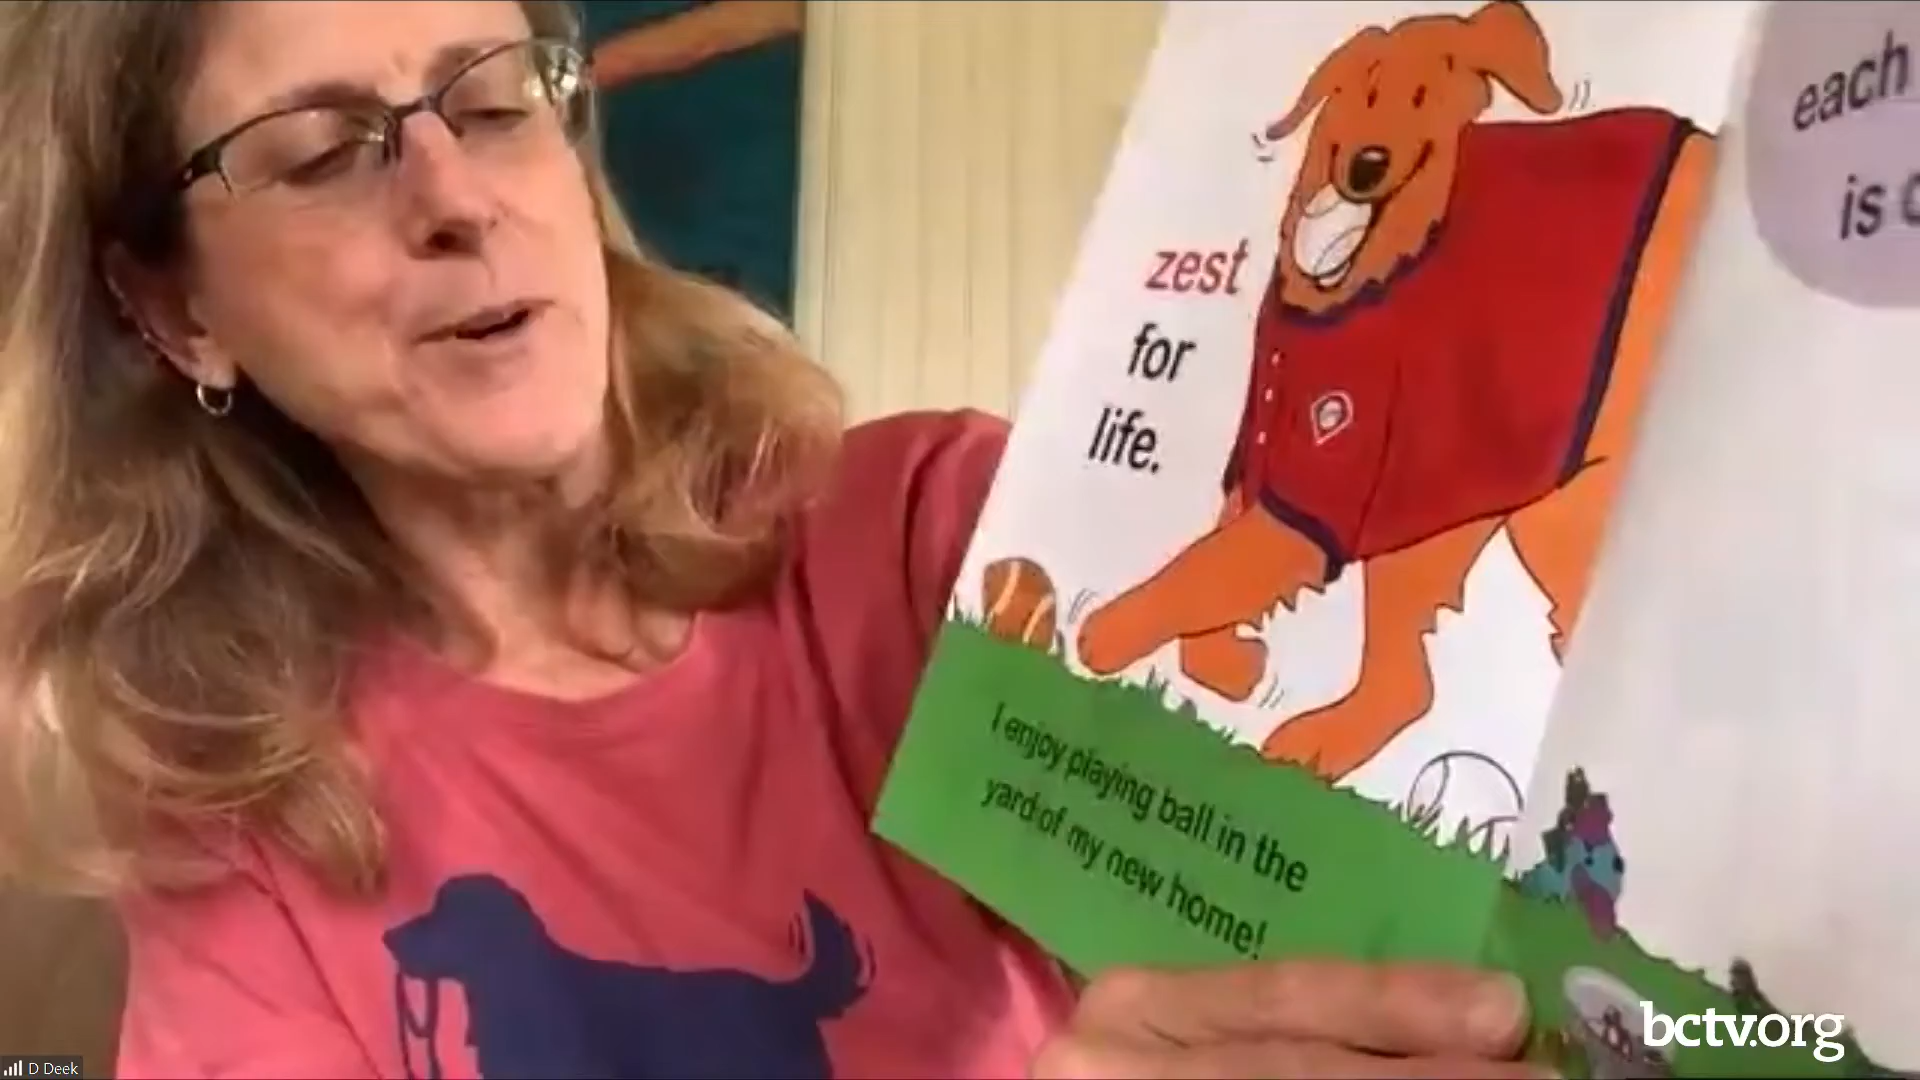 zest
for
life.
I enjoy playing ball in the
yard of my new home!
each
is
D Deek
bctv.org